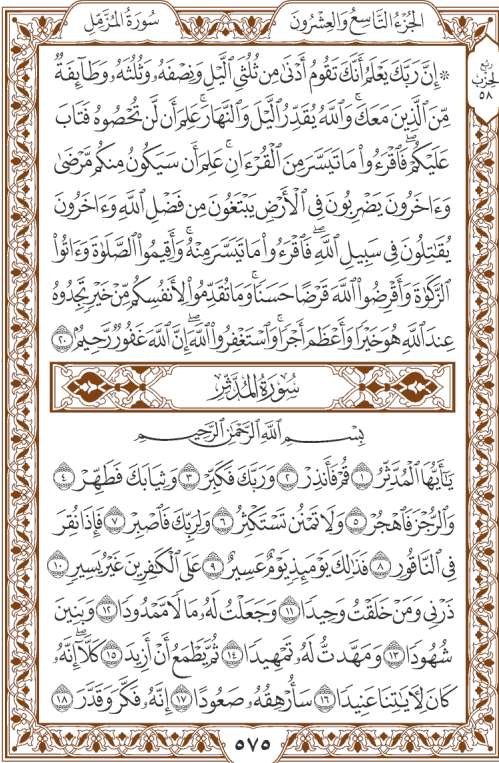 سُورَةُ المُزَّمِّل
الجُزْءُ التَّاسِعُ وَالعِشْرُونَ
ربع
الحزب
٥٨
۞ إِنَّ رَبَّكَ يَعْلَمُ أَنَّكَ تَقُومُ أَدْنَىٰ مِن ثُلُثَيِ ٱلَّيْلِ وَنِصْفَهُۥ وَثُلُثَهُۥ وَطَآئِفَةٌ
مِّنَ ٱلَّذِينَ مَعَكَۚ وَٱللَّهُ يُقَدِّرُ ٱلَّيْلَ وَٱلنَّهَارَۚ عَلِمَ أَن لَّن تُحْصُوهُ فَتَابَ
عَلَيْكُمْۖ فَٱقْرَءُوا۟ مَا تَيَسَّرَ مِنَ ٱلْقُرْءَانِۚ عَلِمَ أَن سَيَكُونُ مِنكُم مَّرْضَىٰ
وَءَاخَرُونَ يَضْرِبُونَ فِى ٱلْأَرْضِ يَبْتَغُونَ مِن فَضْلِ ٱللَّهِۙ وَءَاخَرُونَ
يُقَـٰتِلُونَ فِى سَبِيلِ ٱللَّهِۖ فَٱقْرَءُوا۟ مَا تَيَسَّرَ مِنْهُۚ وَأَقِيمُوا۟ ٱلصَّلَوٰةَ وَءَاتُوا۟
ٱلزَّكَوٰةَ وَأَقْرِضُوا۟ ٱللَّهَ قَرْضًا حَسَنًاۚ وَمَا تُقَدِّمُوا۟ لِأَنفُسِكُم مِّنْ خَيْرٍ تَجِدُوهُ
عِندَ ٱللَّهِ هُوَ خَيْرًا وَأَعْظَمَ أَجْرًاۚ وَٱسْتَغْفِرُوا۟ ٱللَّهَۖ إِنَّ ٱللَّهَ غَفُورٌ رَّحِيمٌۢ ٢٠
سُورَةُ المُدَّثِّر
بِسْمِ ٱللَّهِ ٱلرَّحْمَـٰنِ ٱلرَّحِيمِ
يَـٰٓأَيُّهَا ٱلْمُدَّثِّرُ ١ قُمْ فَأَنذِرْ ٢ وَرَبَّكَ فَكَبِّرْ ٣ وَثِيَابَكَ فَطَهِّرْ ٤
وَٱلرُّجْزَ فَٱهْجُرْ ٥ وَلَا تَمْنُن تَسْتَكْثِرُ ٦ وَلِرَبِّكَ فَٱصْبِرْ ٧ فَإِذَا نُقِرَ
فِى ٱلنَّاقُورِ ٨ فَذَٰلِكَ يَوْمَئِذٍ يَوْمٌ عَسِيرٌ ٩ عَلَى ٱلْكَـٰفِرِينَ غَيْرُ يَسِيرٍ ١٠
ذَرْنِى وَمَنْ خَلَقْتُ وَحِيدًا ١١ وَجَعَلْتُ لَهُۥ مَالًا مَّمْدُودًا ١٢ وَبَنِينَ
شُهُودًا ١٣ وَمَهَّدتُّ لَهُۥ تَمْهِيدًا ١٤ ثُمَّ يَطْمَعُ أَنْ أَزِيدَ ١٥ كَلَّآۖ إِنَّهُۥ
كَانَ لِـَٔايَـٰتِنَا عَنِيدًا ١٦ سَأُرْهِقُهُۥ صَعُودًا ١٧ إِنَّهُۥ فَكَّرَ وَقَدَّرَ ١٨
٥٧٥